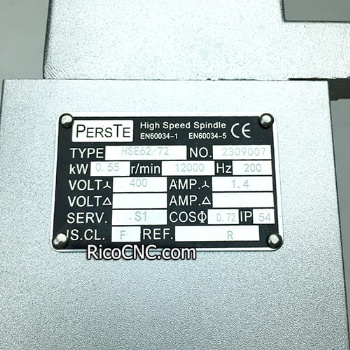 PERSTE High Speed Spindle
EN60034-1 EN60034-5 CE
TYPE HSE62/72 NO. 2309007
kW 0.55 r/min 12000 Hz 200
VOLT⅄ 400 AMP.⅄ 1.4
VOLT△ AMP.△
SERV. S1 COSΦ 0.72 IP 54
IS.CL. F REF. R
RicoCNC.com